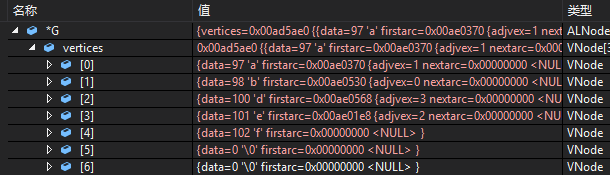 名称 值 类型
*G {vertices=0x00ad5ae0 {{data=97 'a' firstarc=0x00ae0370 {adjvex=1 nextar ALNode
vertices 0x00ad5ae0 {{data=97 'a' firstarc=0x00ae0370 {adjvex=1 nextarc=0x000 VNode[3
[0] {data=97 'a' firstarc=0x00ae0370 {adjvex=1 nextarc=0x00000000 <NULL VNode
[1] {data=98 'b' firstarc=0x00ae0530 {adjvex=0 nextarc=0x00000000 <NUL VNode
[2] {data=100 'd' firstarc=0x00ae0568 {adjvex=3 nextarc=0x00000000 <NU VNode
[3] {data=101 'e' firstarc=0x00ae01e8 {adjvex=2 nextarc=0x00000000 <NUL VNode
[4] {data=102 'f' firstarc=0x00000000 <NULL> } VNode
[5] {data=0 '\0' firstarc=0x00000000 <NULL> } VNode
[6] {data=0 '\0' firstarc=0x00000000 <NULL> } VNode